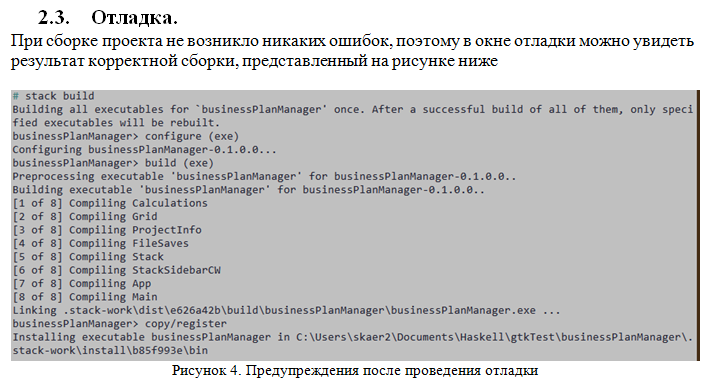 2.3. Отладка.
При сборке проекта не возникло никаких ошибок, поэтому в окне отладки можно увидеть
результат корректной сборки, представленный на рисунке ниже
# stack build
Building all executables for `businessPlanManager' once. After a successful build of all of them, only speci
fied executables will be rebuilt.
businessPlanManager> configure (exe)
Configuring businessPlanManager-0.1.0.0...
businessPlanManager> build (exe)
Preprocessing executable 'businessPlanManager' for businessPlanManager-0.1.0.0..
Building executable 'businessPlanManager' for businessPlanManager-0.1.0.0..
[1 of 8] Compiling Calculations
[2 of 8] Compiling Grid
[3 of 8] Compiling ProjectInfo
[4 of 8] Compiling FileSaves
[5 of 8] Compiling Stack
[6 of 8] Compiling StackSidebarCW
[7 of 8] Compiling App
[8 of 8] Compiling Main
Linking .stack-work\dist\e626a42b\build\businessPlanManager\businessPlanManager.exe ...
businessPlanManager> copy/register
Installing executable businessPlanManager in C:\Users\skaer2\Documents\Haskell\gtkTest\businessPlanManager\.
stack-work\install\b85f993e\bin
Рисунок 4. Предупреждения после проведения отладки